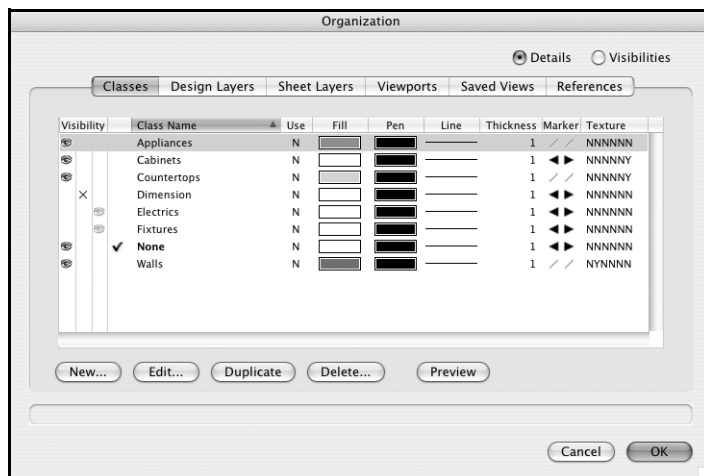 Organization
Details Visibilities
Classes Design Layers Sheet Layers Viewports Saved Views References
Visibility Class Name Use Fill Pen Line Thickness Marker Texture
Appliances N 1 NNNNNN
Cabinets N 1 NNNNNY
Countertops N 1 NNNNNY
Dimension N 1 NNNNNN
Electrics N 1 NNNNNN
Fixtures N 1 NNNNNN
None N 1 NNNNNN
Walls N 1 NYNNNN
New... Edit... Duplicate Delete... Preview
Cancel OK